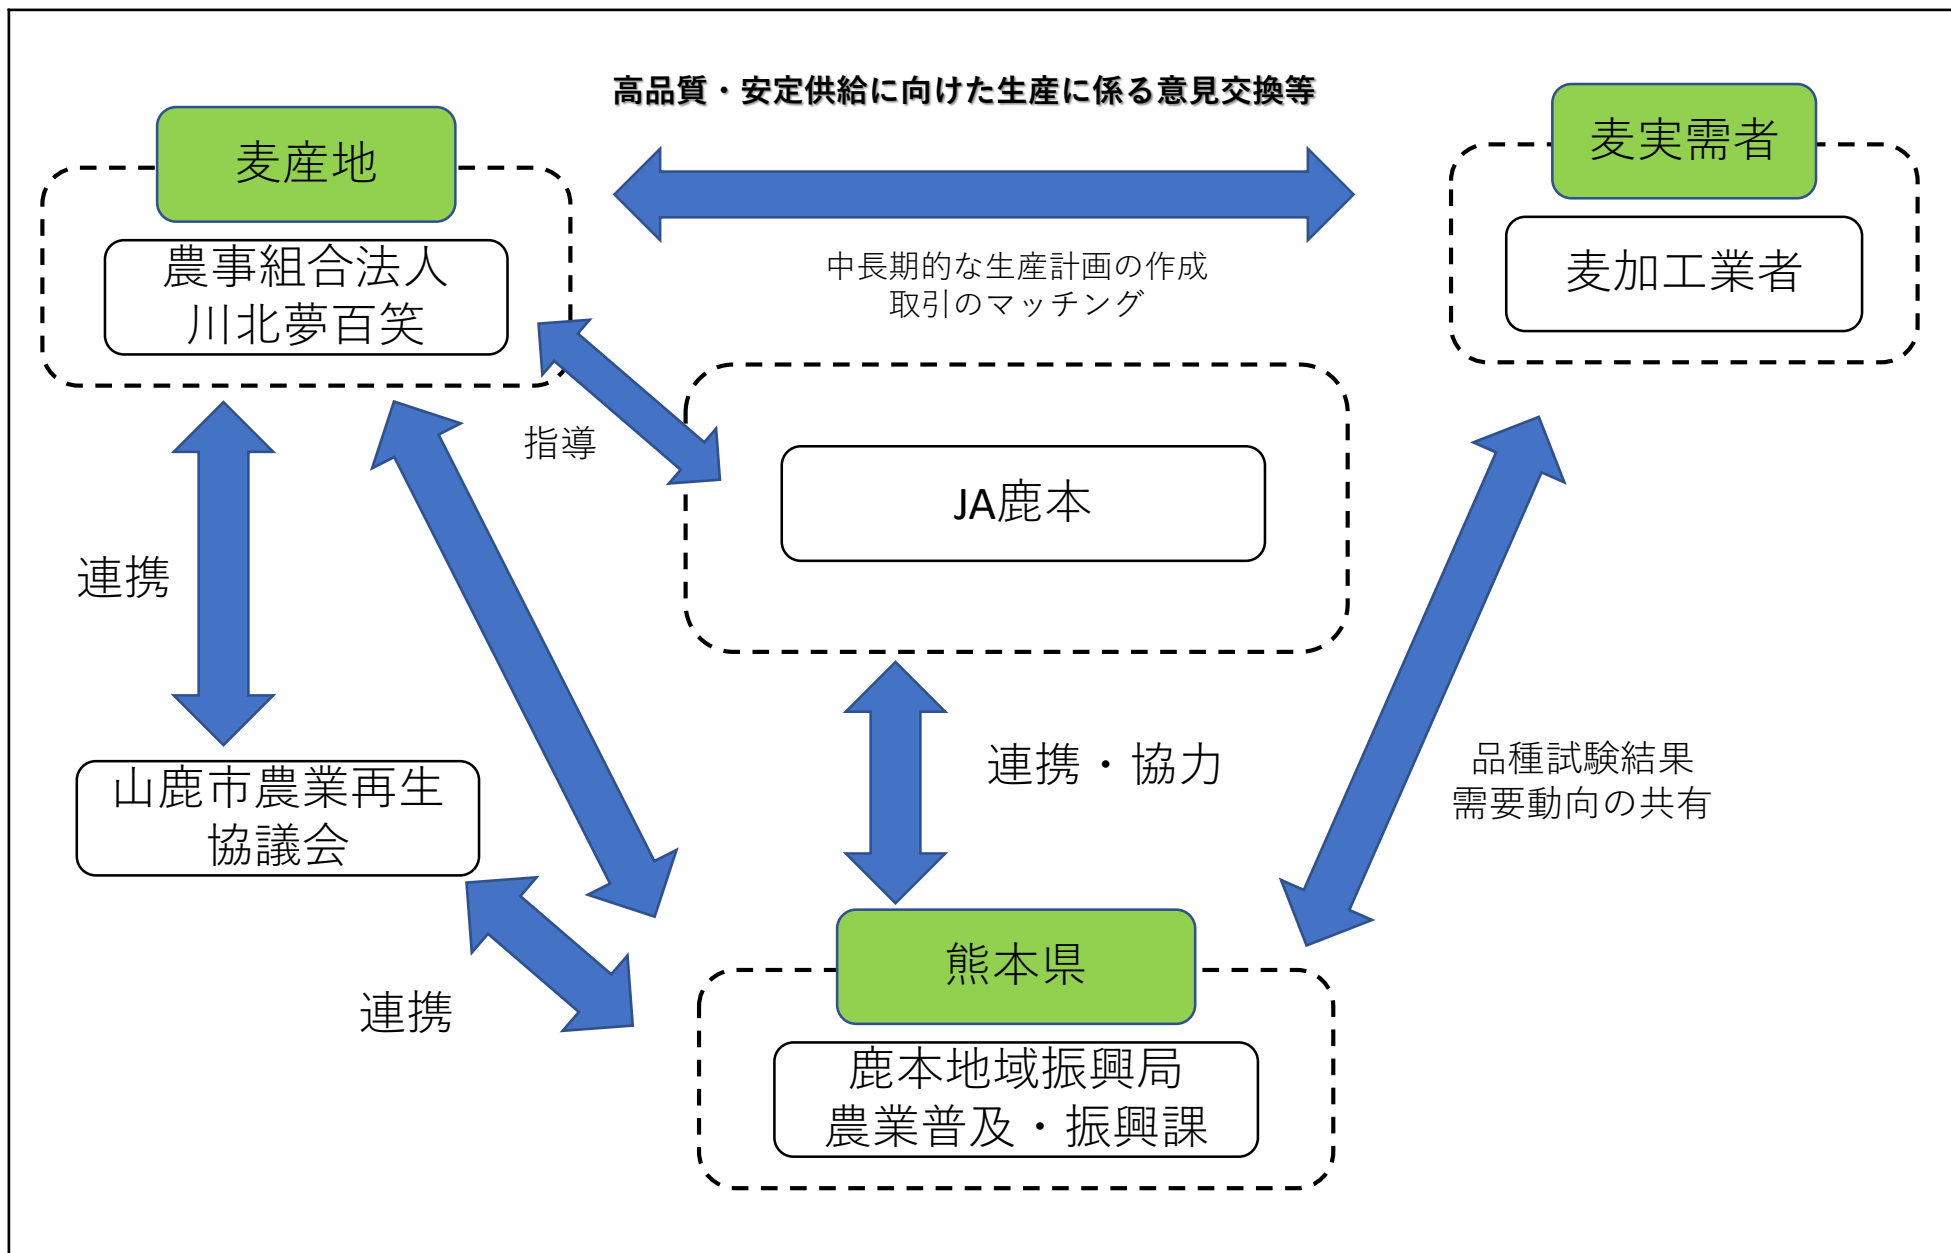 高品質・安定供給に向けた生産に係る意見交換等
麦産地
麦実需者
農事組合法人
川北夢百笑
中長期的な生産計画の作成
取引のマッチング
麦加工業者
指導
JA鹿本
連携
連携・協力
品種試験結果
需要動向の共有
山鹿市農業再生
協議会
連携
熊本県
鹿本地域振興局
農業普及・振興課